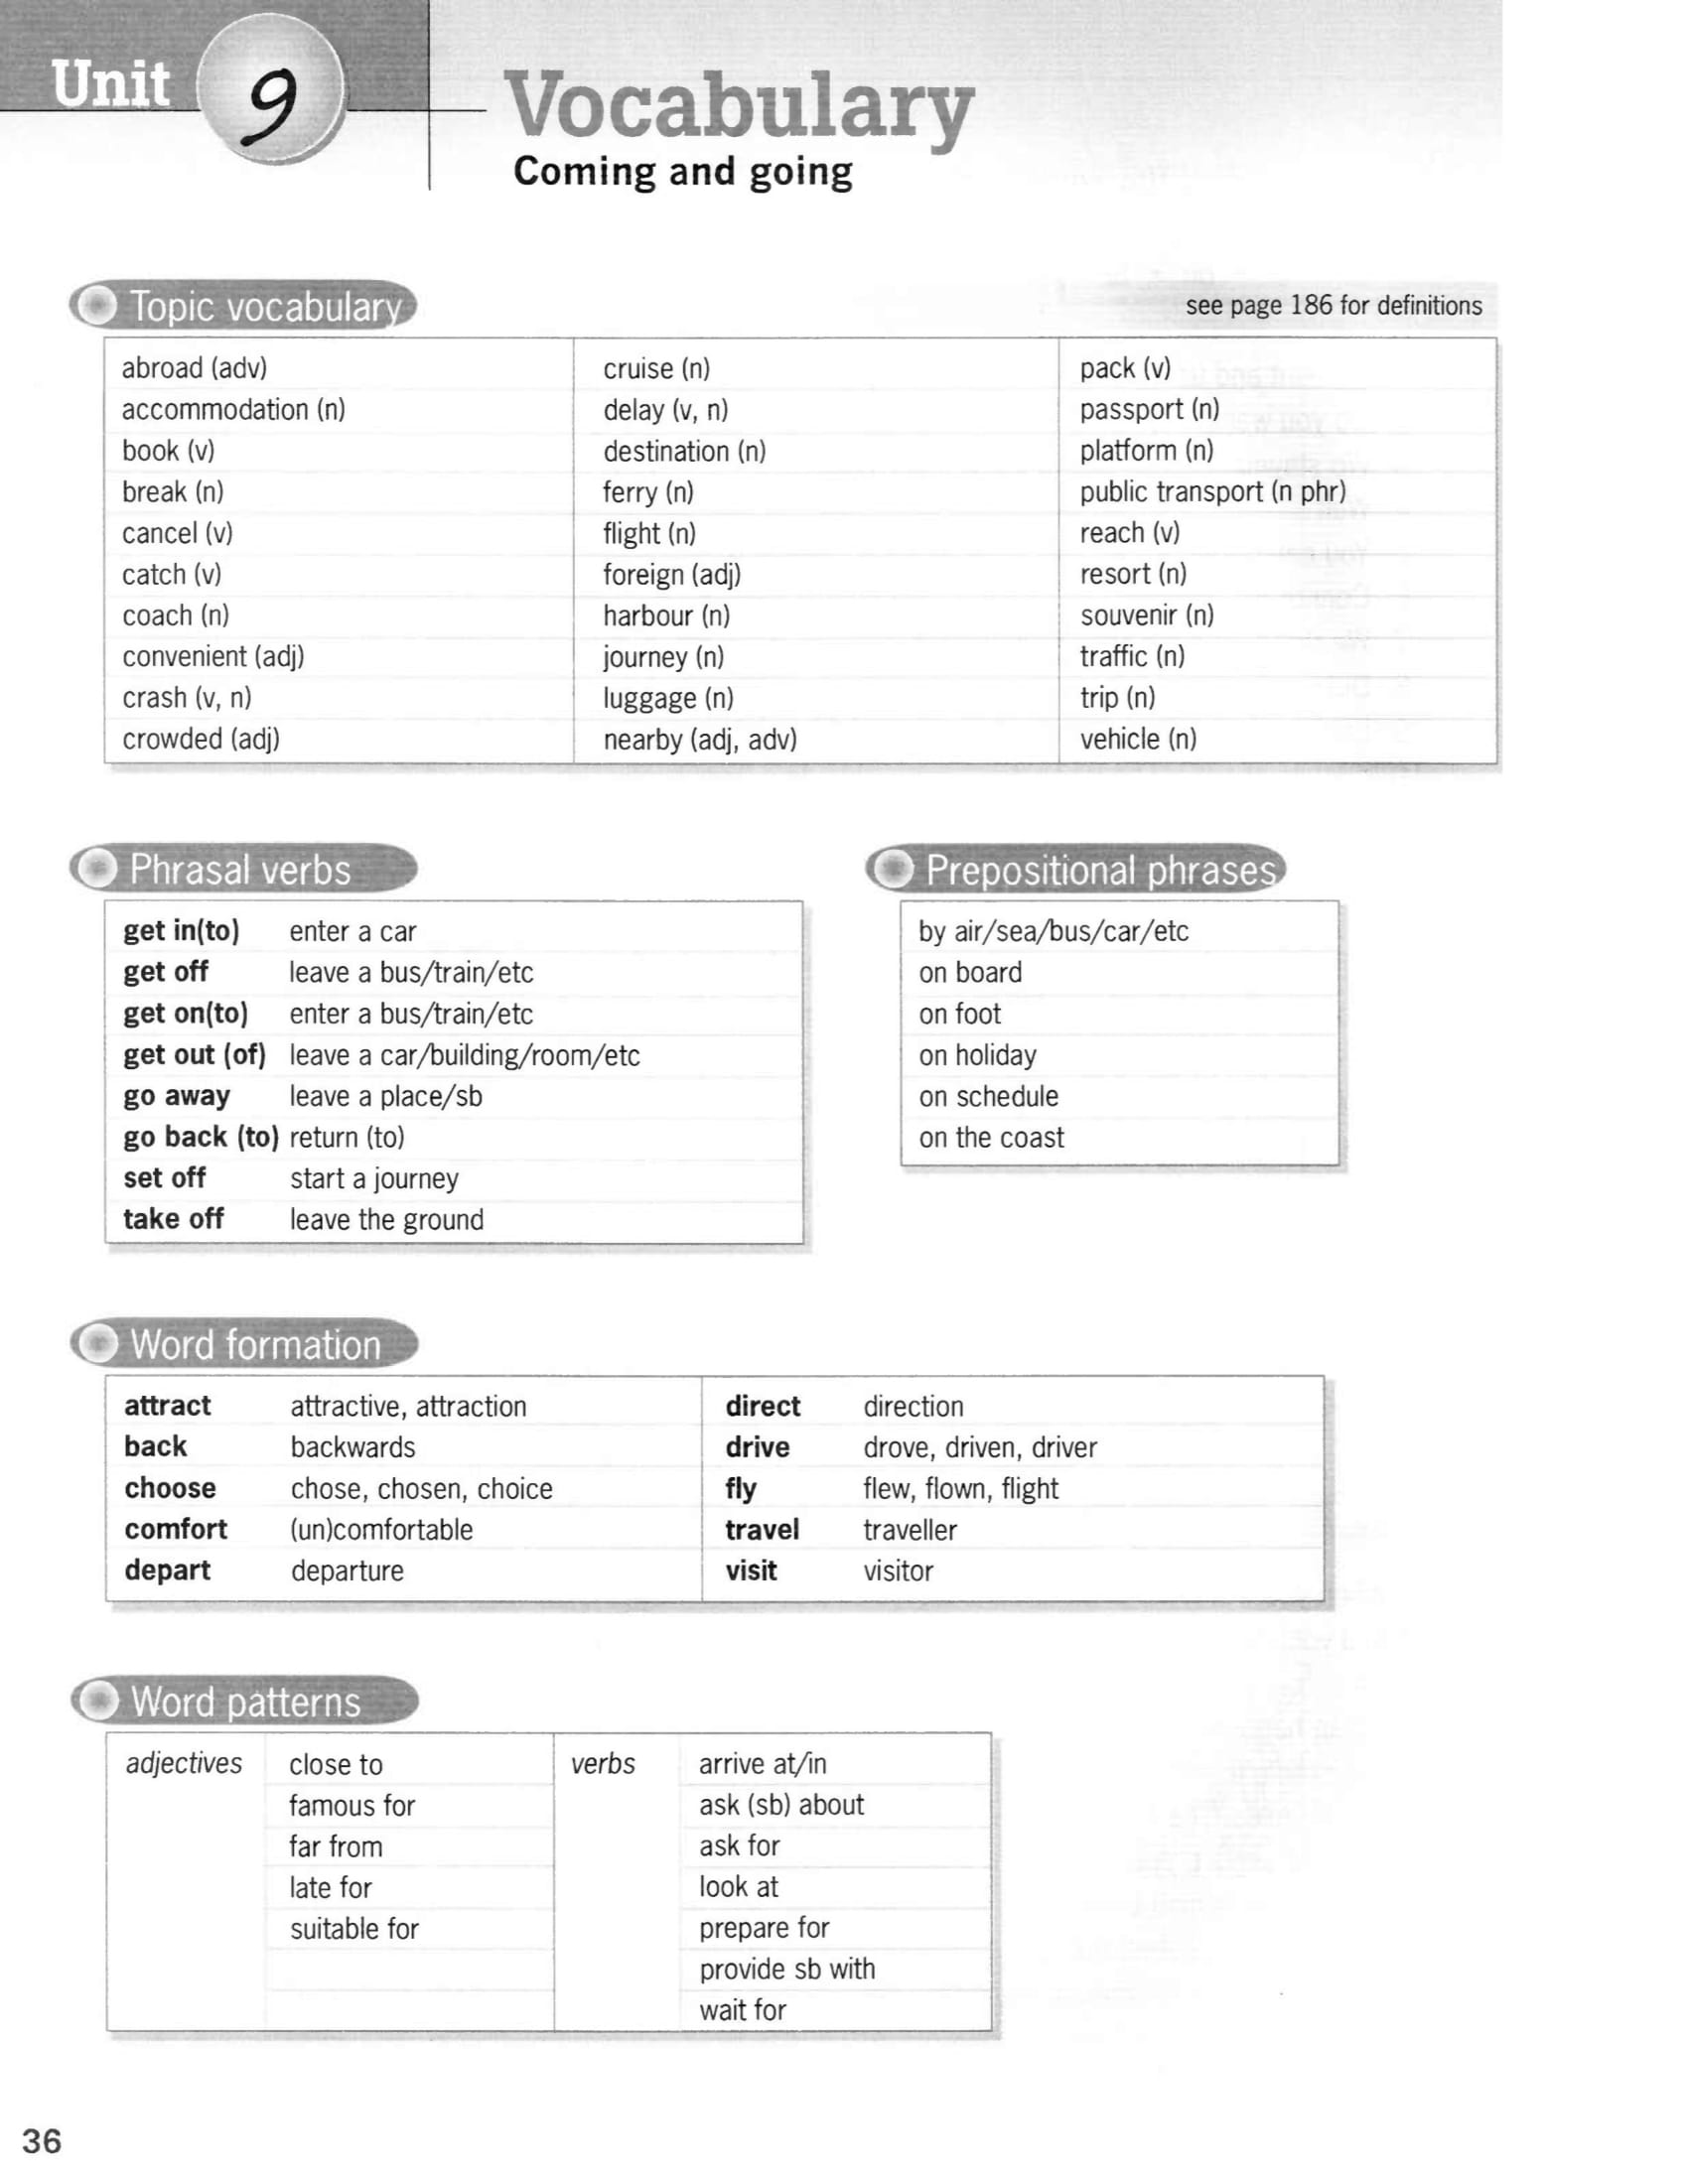 Unit 9
Vocabulary
Coming and going
Topic vocabulary
see page 186 for definitions
abroad (adv)
accommodation (n)
book (v)
break (n)
cancel (v)
catch (v)
coach (n)
convenient (adj)
crash (v, n)
crowded (adj)
cruise (n)
delay (v, n)
destination (n)
ferry (n)
flight (n)
foreign (adj)
harbour (n)
journey (n)
luggage (n)
nearby (adj, adv)
pack (v)
passport (n)
platform (n)
public transport (n phr)
reach (v)
resort (n)
souvenir (n)
traffic (n)
trip (n)
vehicle (n)
Phrasal verbs
get in(to) enter a car
get off leave a bus/train/etc
get on(to) enter a bus/train/etc
get out (of) leave a car/building/room/etc
go away leave a place/sb
go back (to) return (to)
set off start a journey
take off leave the ground
Prepositional phrases
by air/sea/bus/car/etc
on board
on foot
on holiday
on schedule
on the coast
Word formation
attract attractive, attraction
back backwards
choose chose, chosen, choice
comfort (un)comfortable
depart departure
direct direction
drive drove, driven, driver
fly flew, flown, flight
travel traveller
visit visitor
Word patterns
adjectives close to
famous for
far from
late for
suitable for
verbs arrive at/in
ask (sb) about
ask for
look at
prepare for
provide sb with
wait for
36